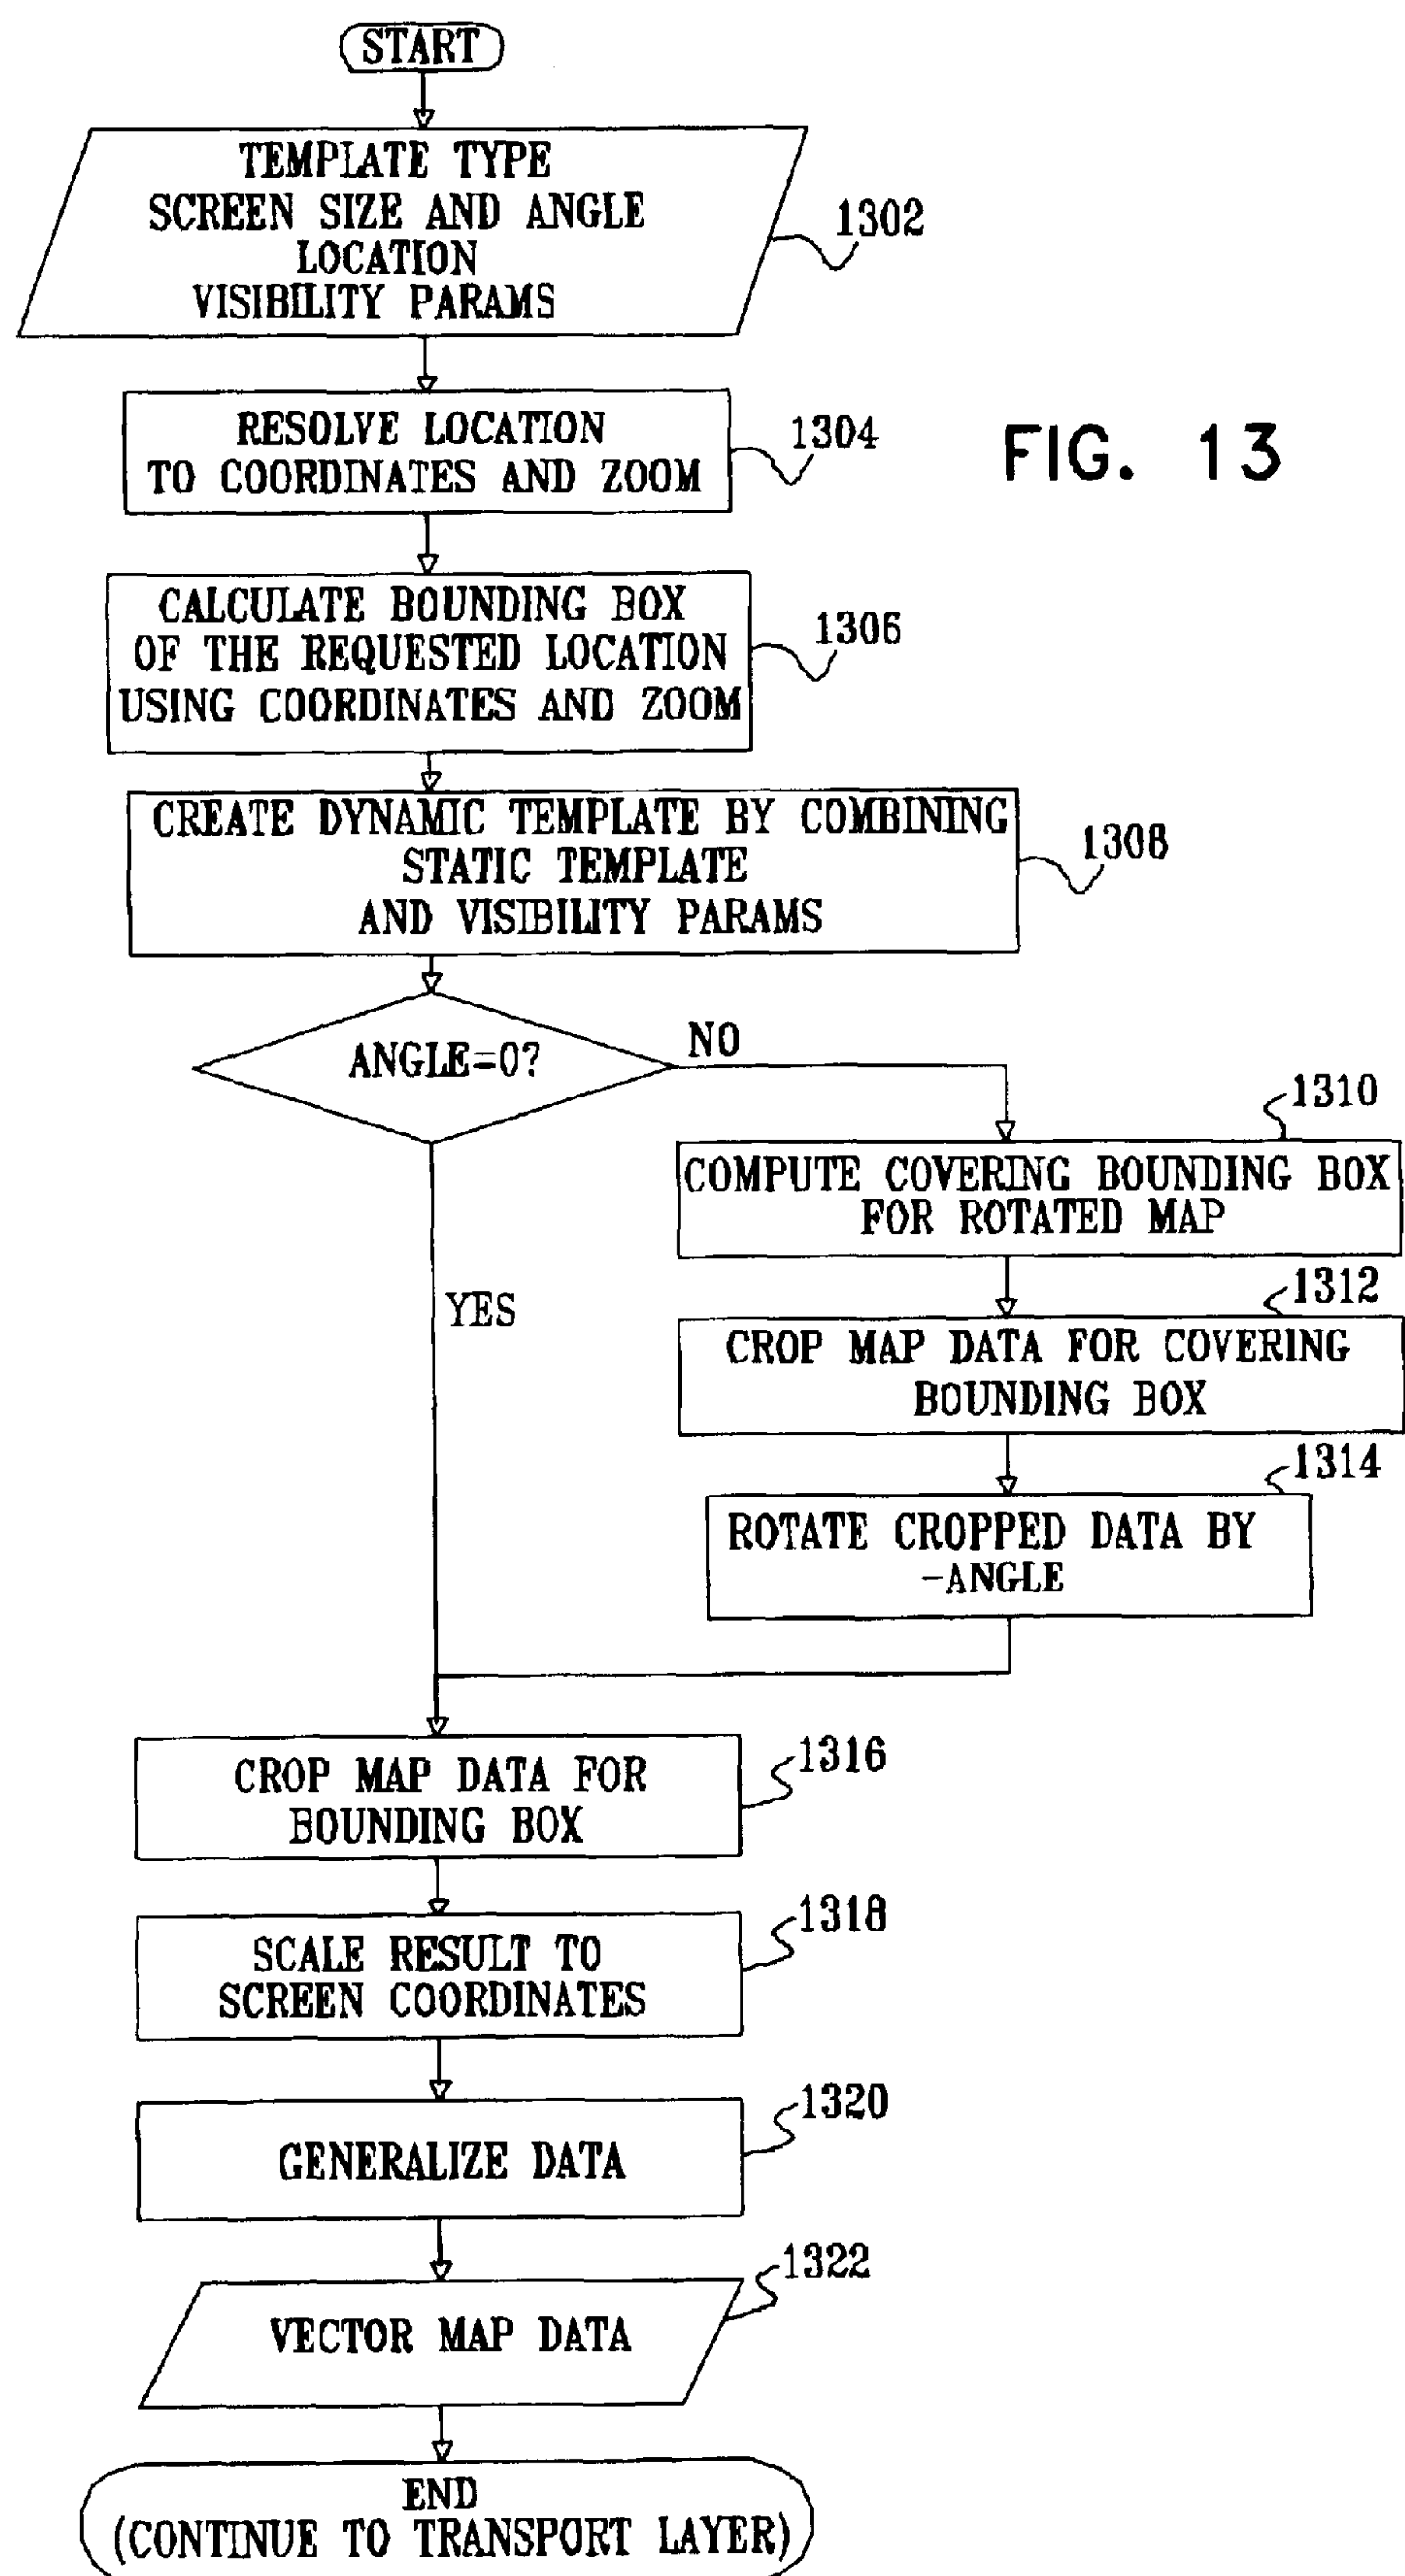 START
TEMPLATE TYPE
SCREEN SIZE AND ANGLE
LOCATION
VISIBILITY PARAMS
1302
RESOLVE LOCATION
TO COORDINATES AND ZOOM
1304
FIG. 13
CALCULATE BOUNDING BOX
OF THE REQUESTED LOCATION
USING COORDINATES AND ZOOM
1306
CREATE DYNAMIC TEMPLATE BY COMBINING
STATIC TEMPLATE
AND VISIBILITY PARAMS
1308
ANGLE=0?
NO
1310
COMPUTE COVERING BOUNDING BOX
FOR ROTATED MAP
YES
1312
CROP MAP DATA FOR COVERING
BOUNDING BOX
1314
ROTATE CROPPED DATA BY
-ANGLE
CROP MAP DATA FOR
BOUNDING BOX
1316
SCALE RESULT TO
SCREEN COORDINATES
1318
GENERALIZE DATA
1320
VECTOR MAP DATA
1322
END
(CONTINUE TO TRANSPORT LAYER)